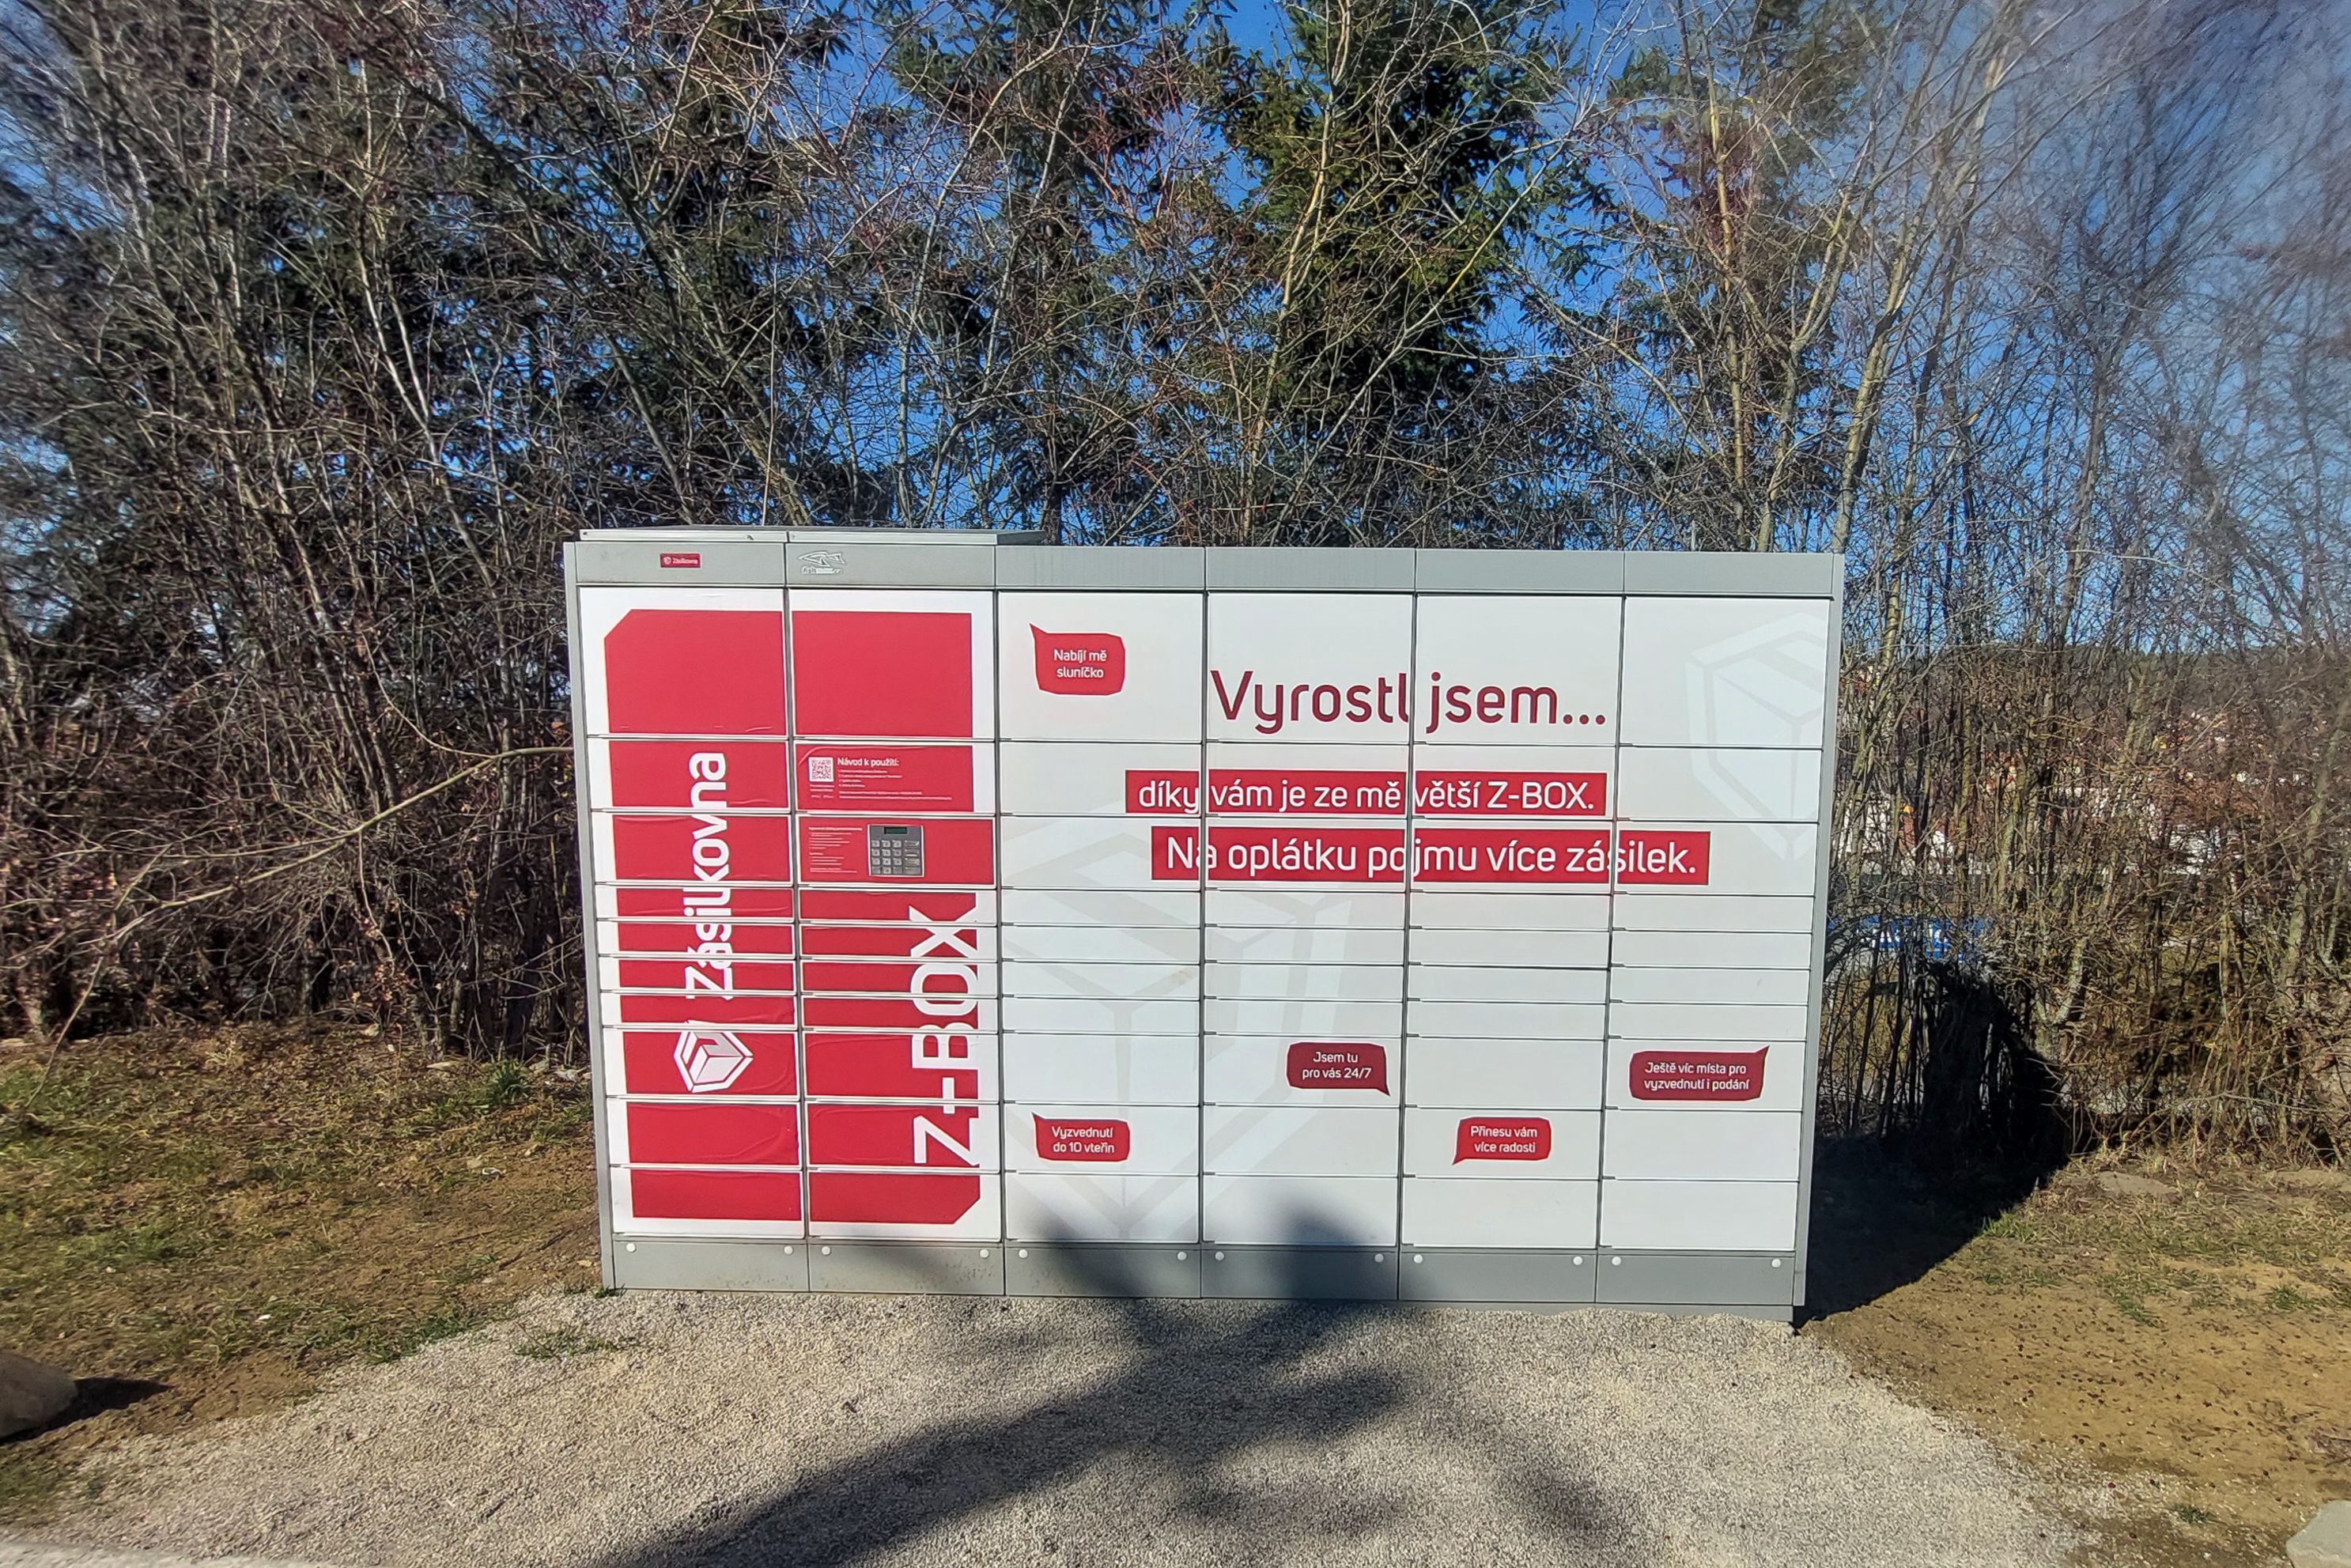 Zásilkovna
Zásilkovna
Z-BOX
Návod k použití:
Nabíjí mě
sluníčko
Vyrostl jsem...
díky vám je ze mě větší Z-BOX.
Na oplátku pojmu více zásilek.
Jsem tu
pro vás 24/7
Ještě víc místa pro
vyzvednutí i podání
Vyzvednutí
do 10 vteřin
Přinesu vám
více radosti